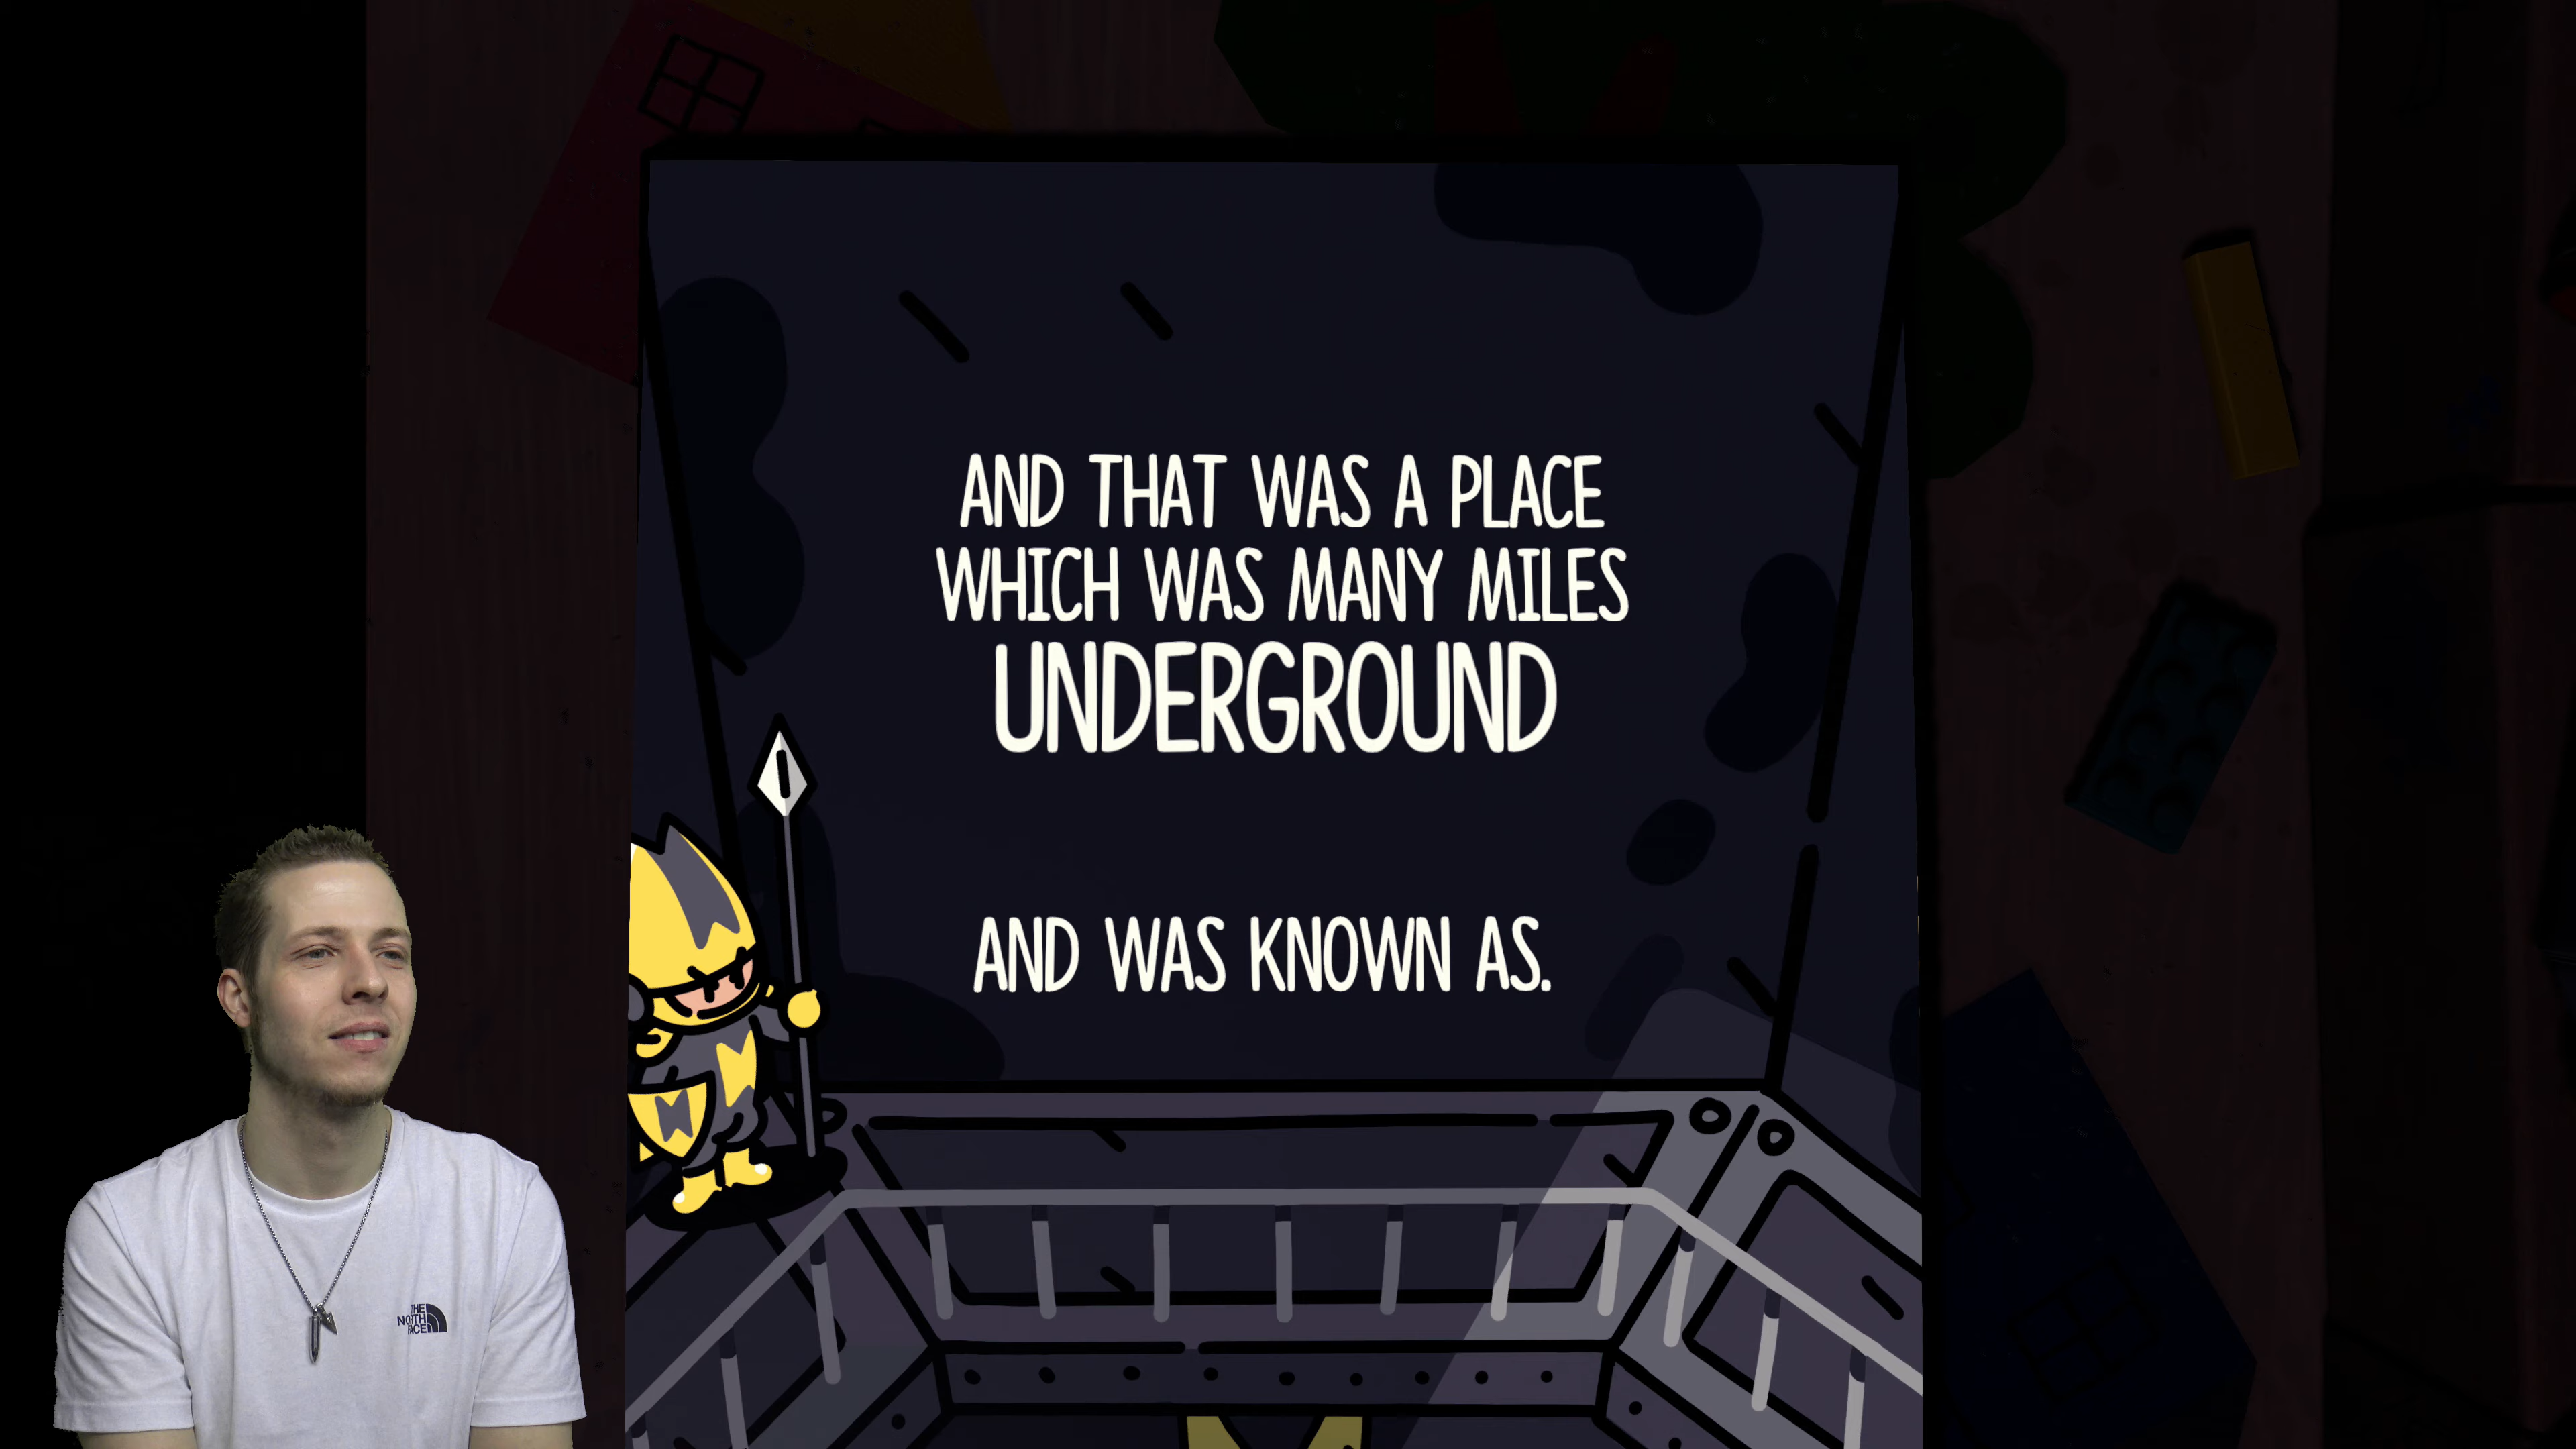 AND THAT WAS A PLACE
WHICH WAS MANY MILES
UNDERGROUND
AND WAS KNOWN AS.
M
THE
NORTH
FACE